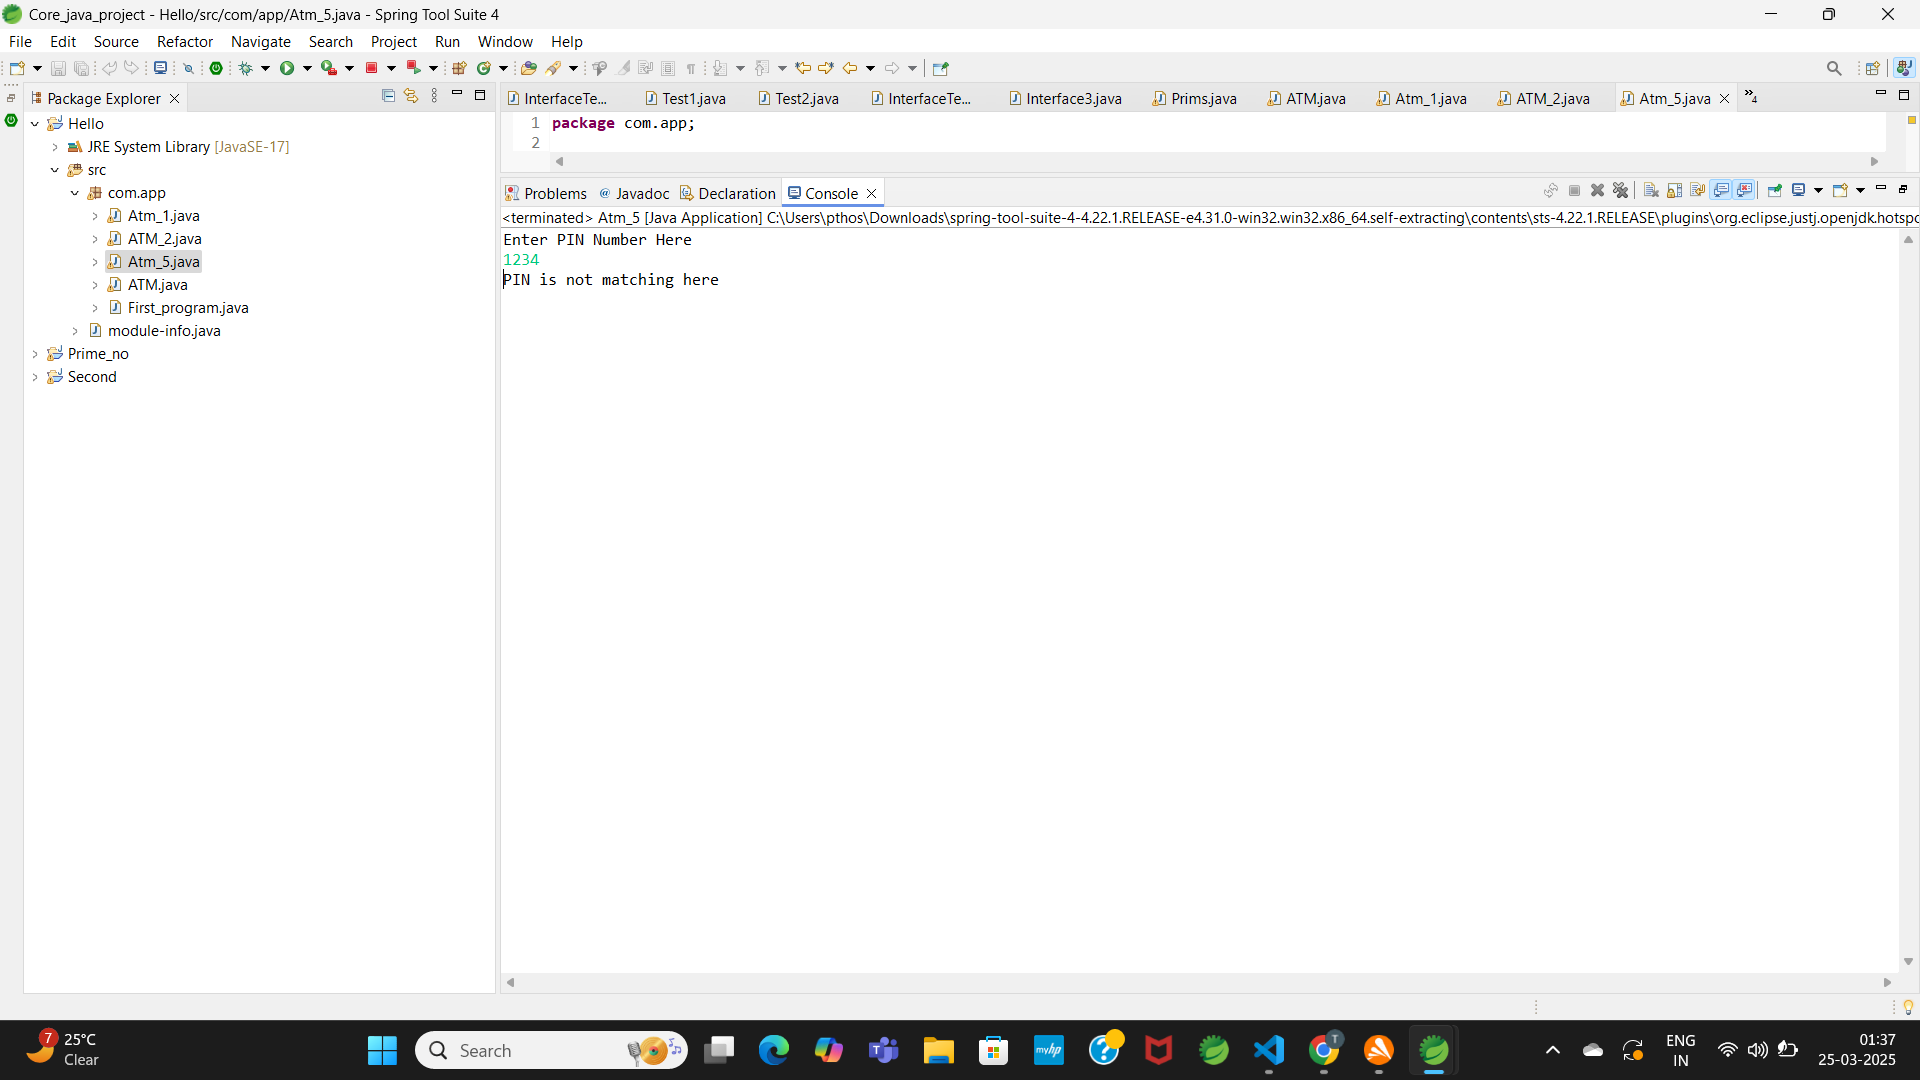 Core_java_project - Hello/src/com/app/Atm_5.java - Spring Tool Suite 4
File Edit Source Refactor Navigate Search Project Run Window Help
Package Explorer
InterfaceTe... Test1.java Test2.java InterfaceTe... Interface3.java Prims.java ATM.java Atm_1.java ATM_2.java Atm_5.java 4
Hello
JRE System Library [JavaSE-17]
src
com.app
Atm_1.java
ATM_2.java
Atm_5.java
ATM.java
First_program.java
module-info.java
Prime_no
Second
1 package com.app;
2
Problems @ Javadoc Declaration Console
<terminated> Atm_5 [Java Application] C:\Users\pthos\Downloads\spring-tool-suite-4-4.22.1.RELEASE-e4.31.0-win32.win32.x86_64.self-extracting\contents\sts-4.22.1.RELEASE\plugins\org.eclipse.justj.openjdk.hotspo
Enter PIN Number Here
1234
PIN is not matching here
7 25°C
Clear
Search
myhp
T
ENG
IN
01:37
25-03-2025